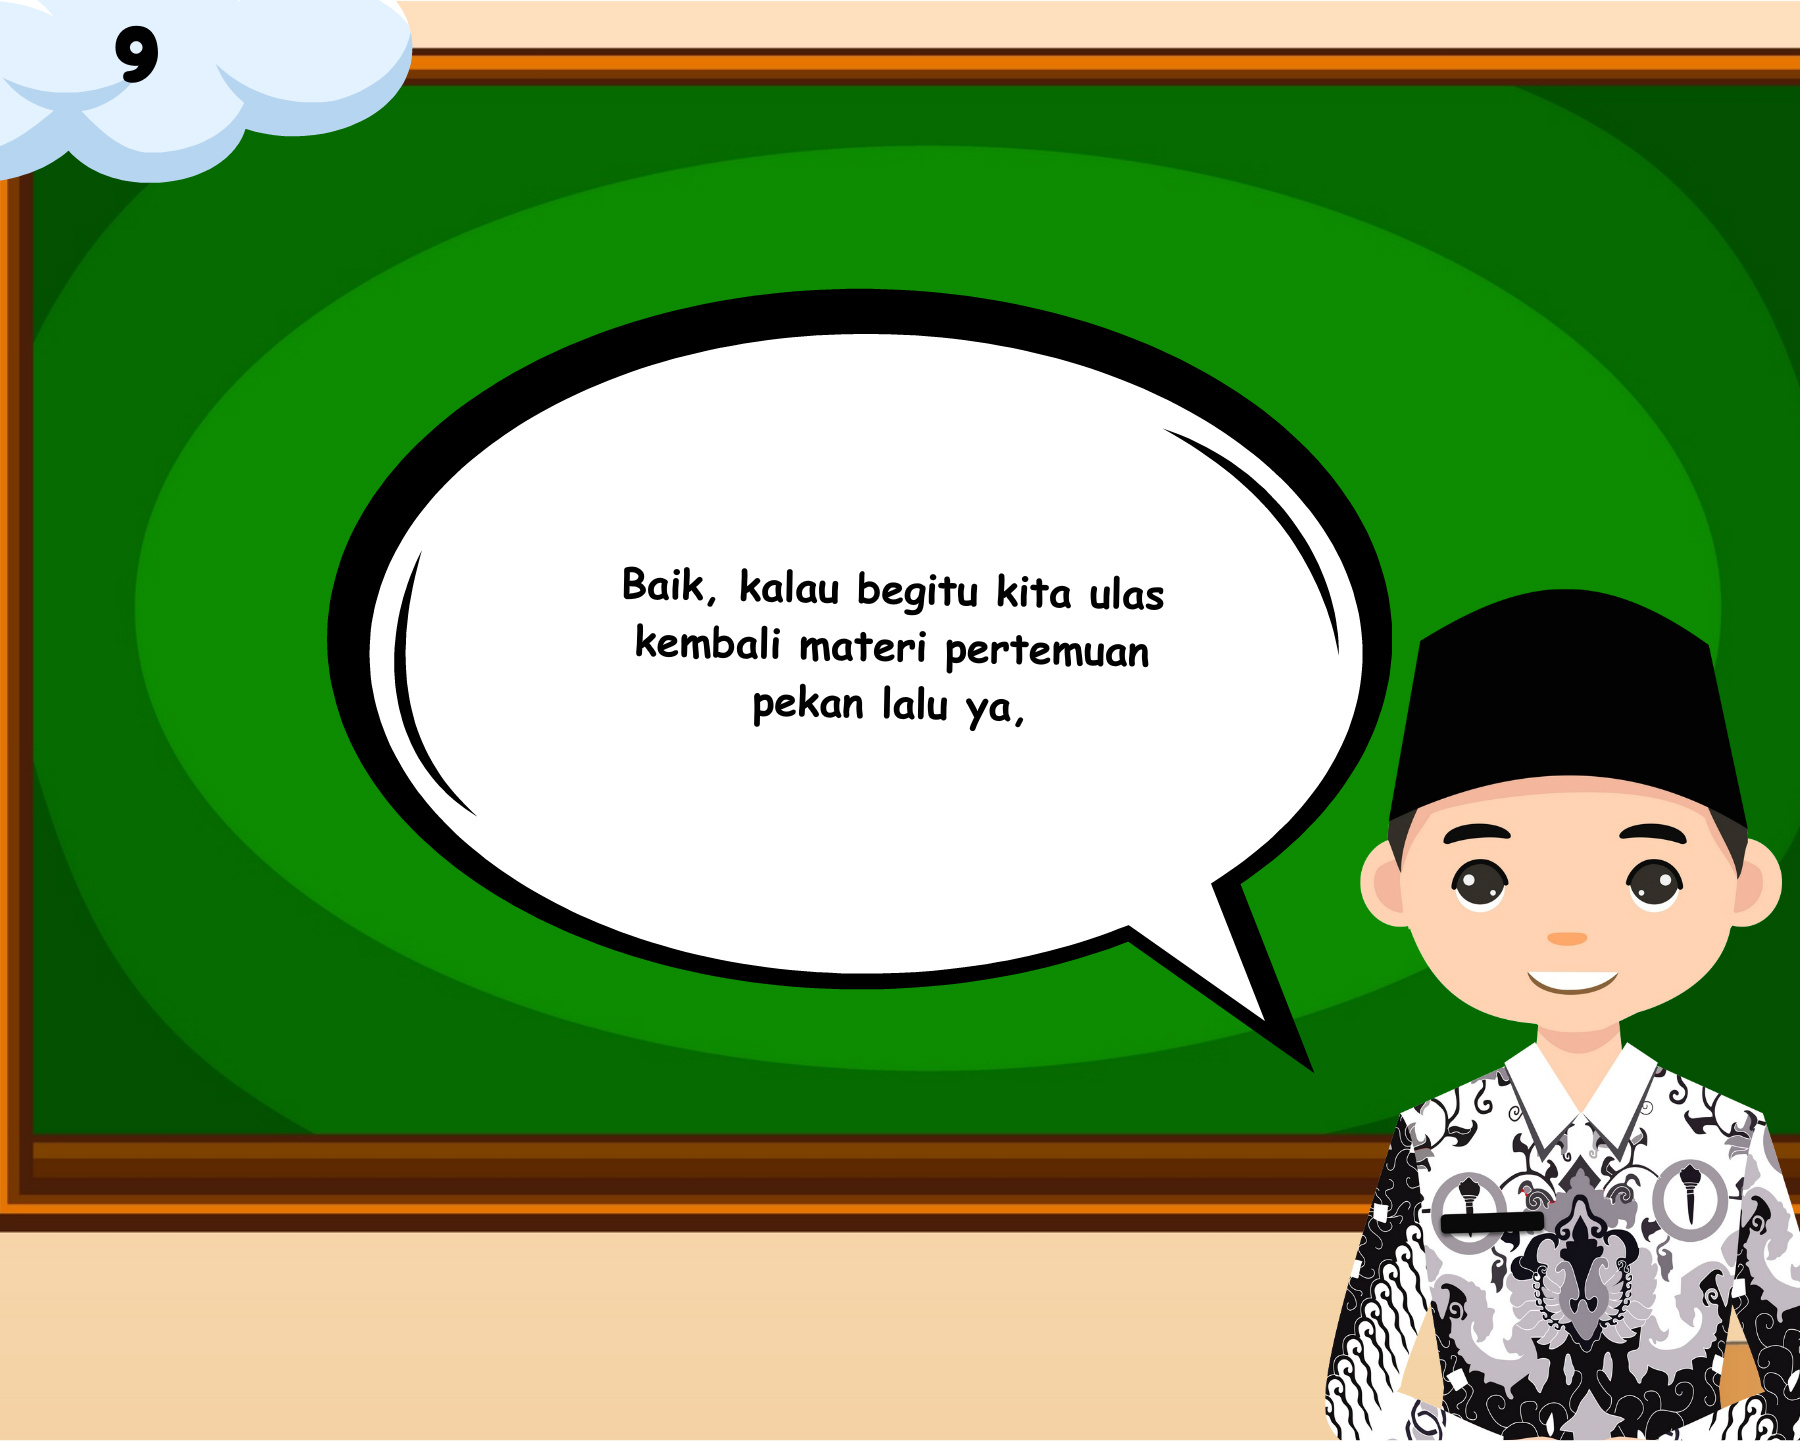 9
Baik, kalau begitu kita ulas
kembali materi pertemuan
pekan lalu ya,